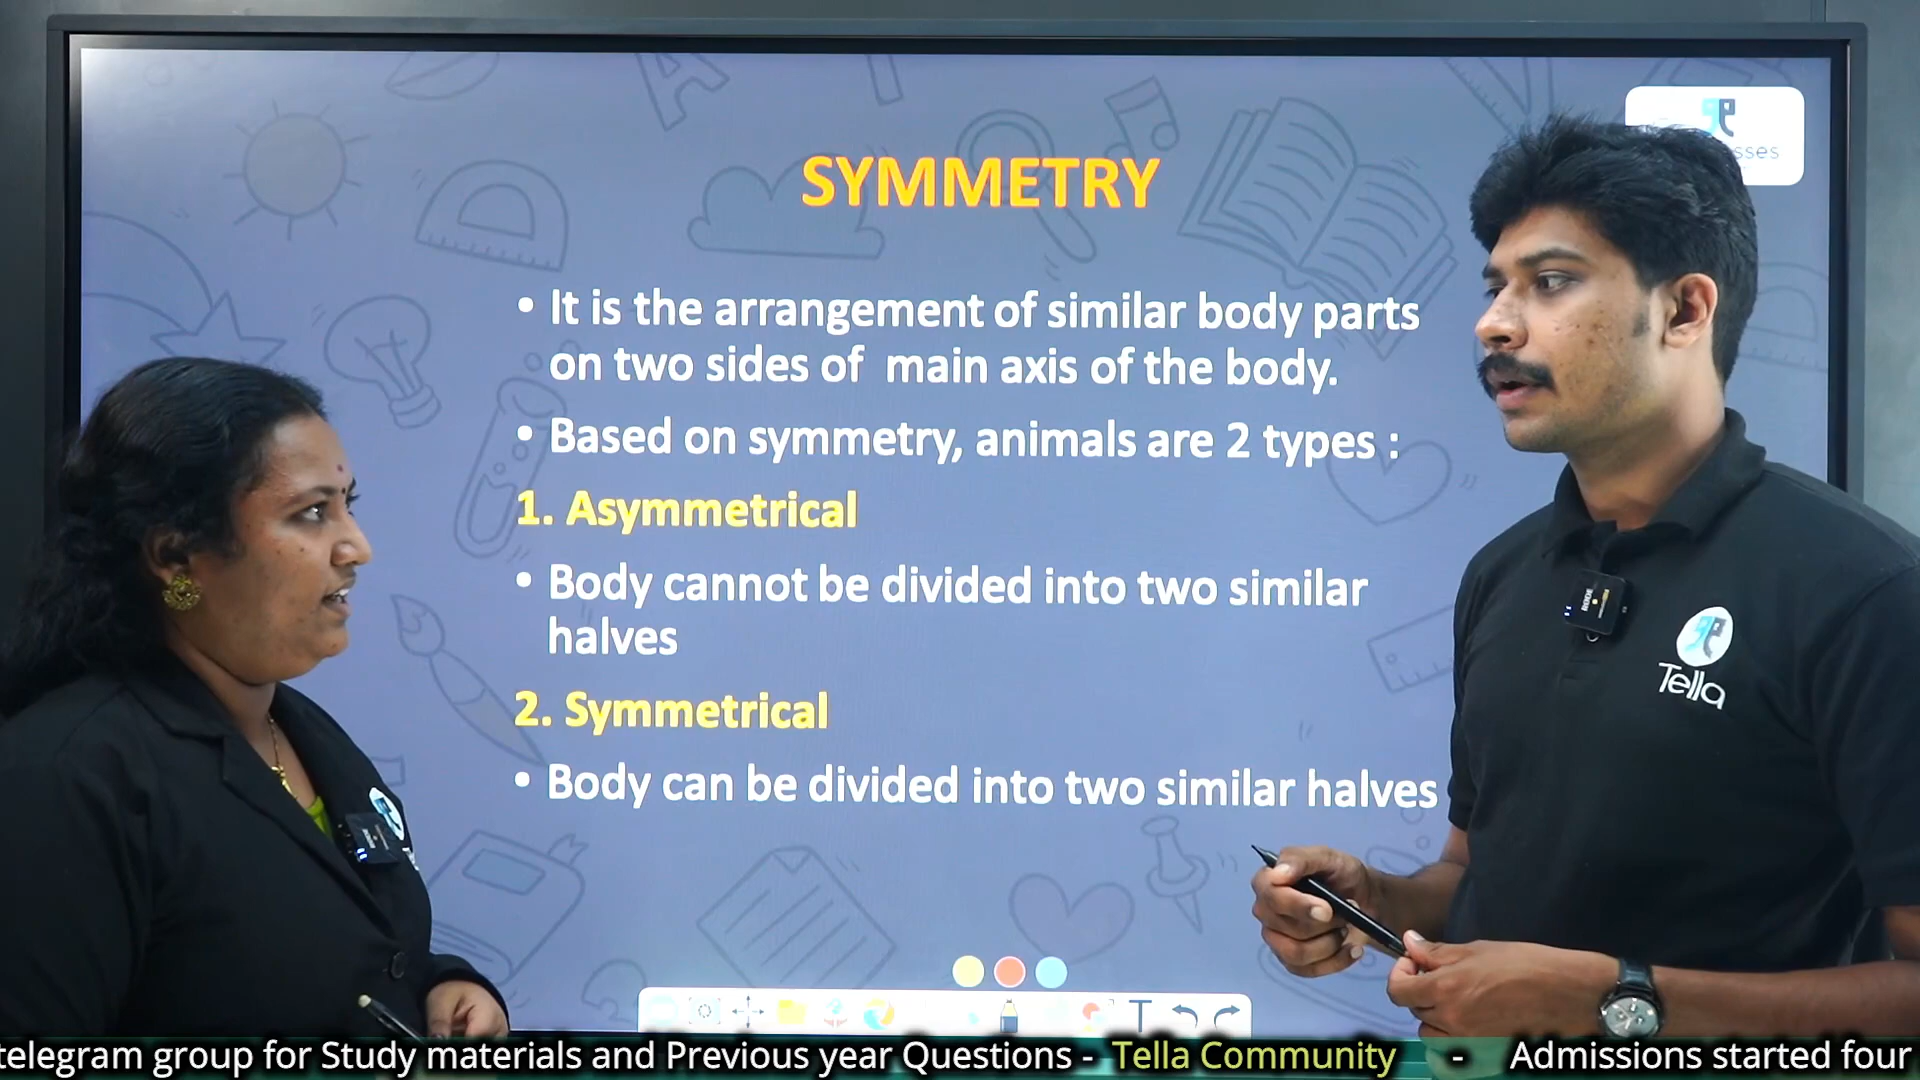 sses
SYMMETRY
• It is the arrangement of similar body parts
on two sides of main axis of the body.
• Based on symmetry, animals are 2 types :
1. Asymmetrical
• Body cannot be divided into two similar
halves
2. Symmetrical
• Body can be divided into two similar halves
RODE
Tella
T
telegram group for Study materials and Previous year Questions - Tella Community - Admissions started four